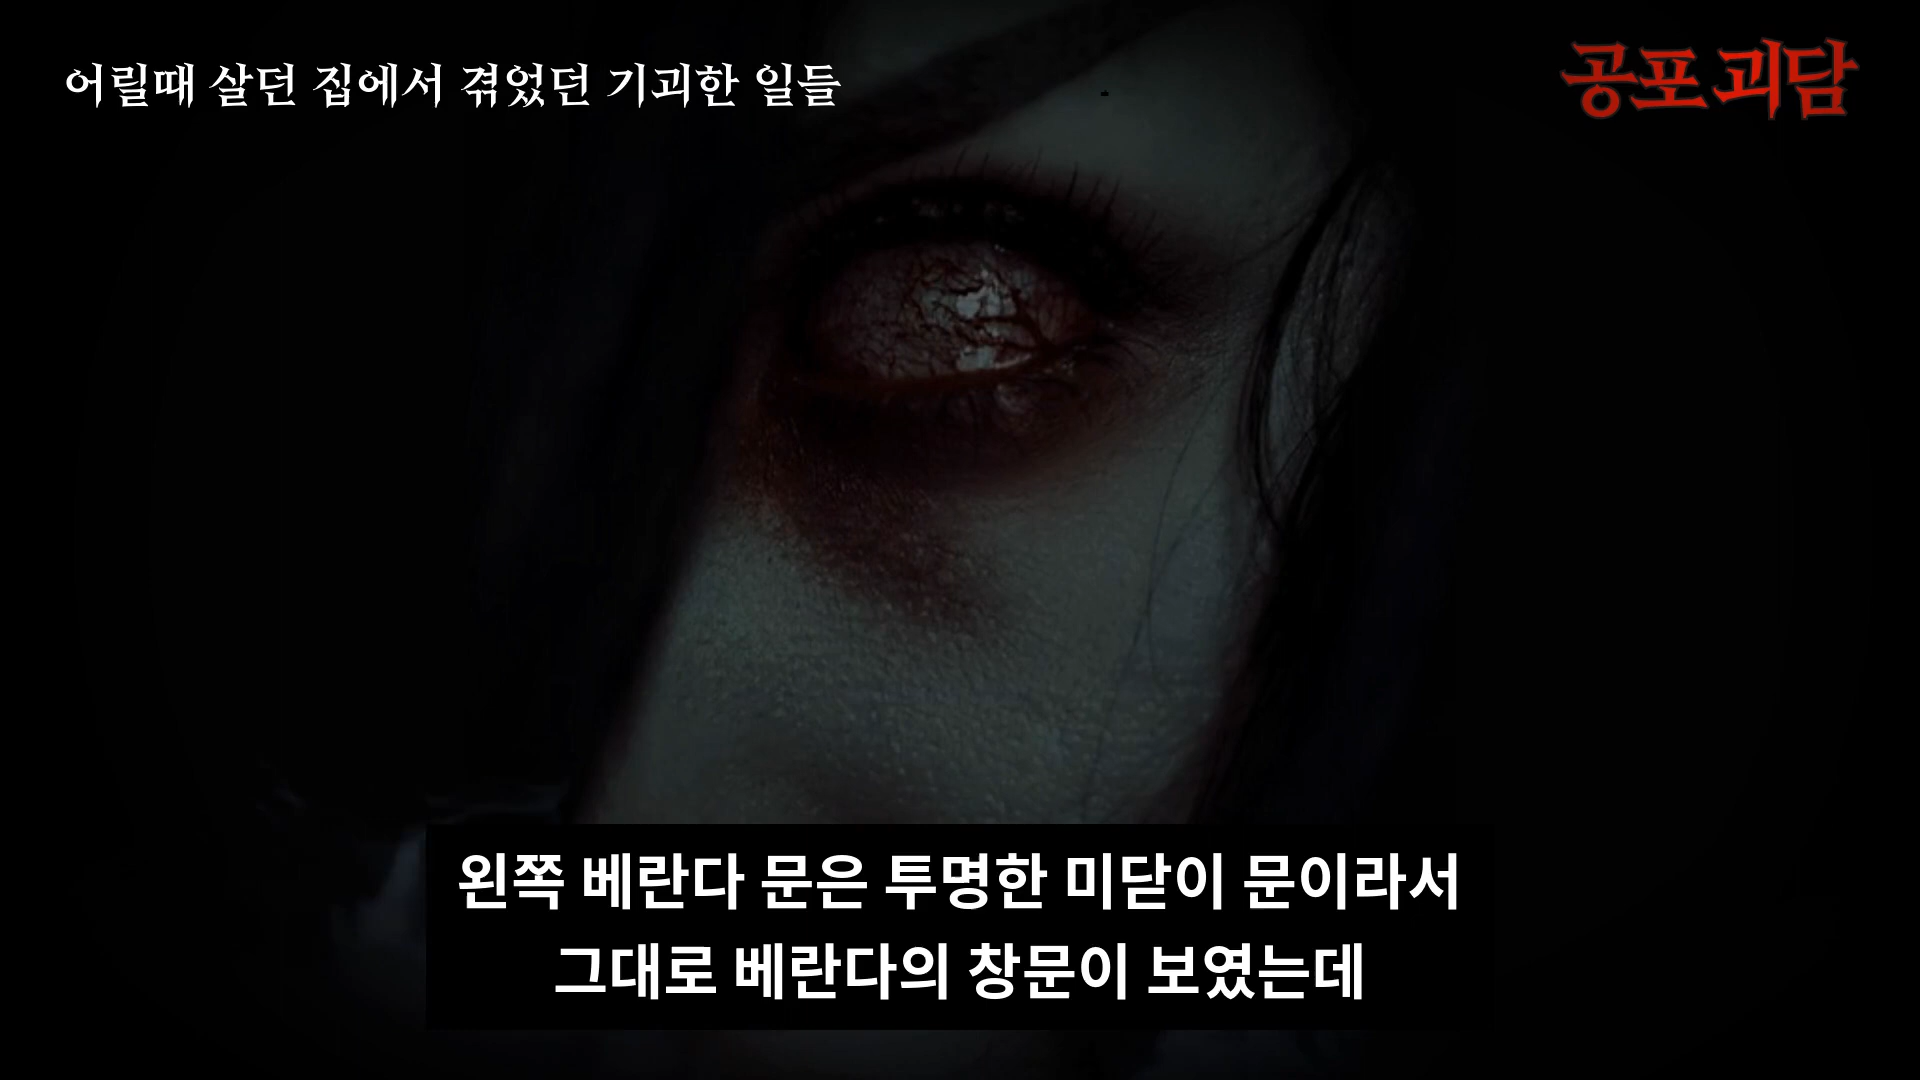 어릴때 살던 집에서 겪었던 기괴한 일들
공포 괴담
왼쪽 베란다 문은 투명한 미닫이 문이라서
그대로 베란다의 창문이 보였는데